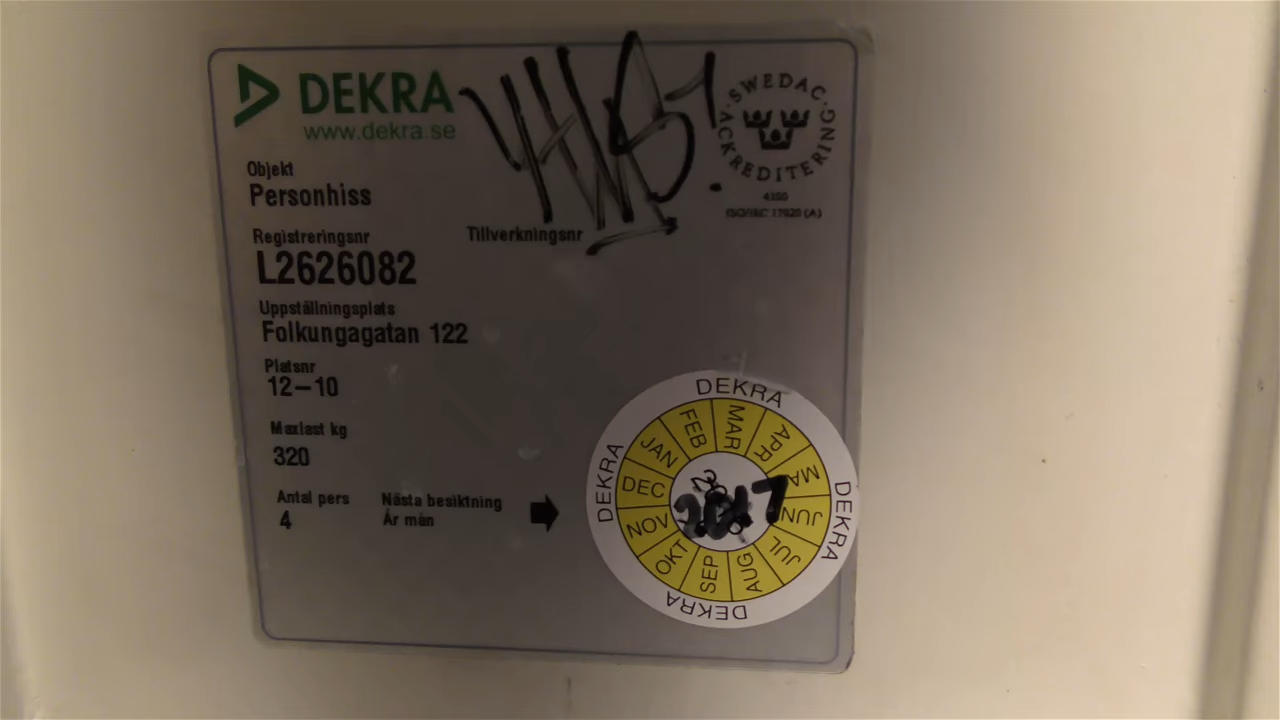 DEKRA
www.dekra.se
SWEDAC
ACKREDITERING
ISO/IEC 17020 (A)
Objekt
Personhiss
Registreringsnr
Tillverkningsnr
L2626082
Uppställningsplats
Folkungagatan 122
Platsnr
12–10
Maxlast kg
320
Antal pers
4
Nästa besiktning
År mån
DEKRA
DEKRA
DEKRA
DEKRA
JAN
FEB
MAR
APR
MAJ
JUN
JUL
AUG
SEP
OKT
NOV
DEC
2017